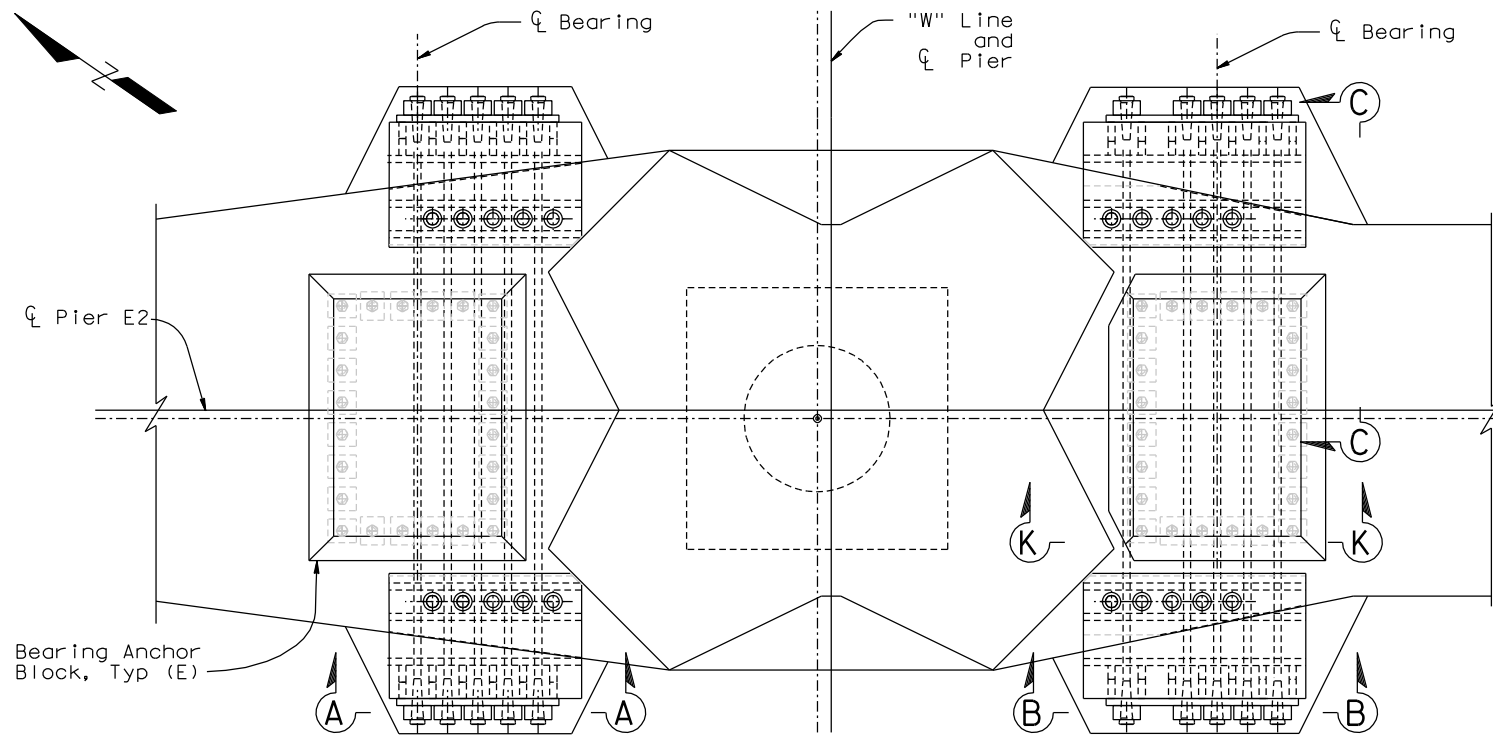 ℄ Bearing
"W" Line
and
℄ Pier
℄ Bearing
Z
C
℄ Pier E2
C
K
K
Bearing Anchor
Block, Typ (E)
A
A
B
B